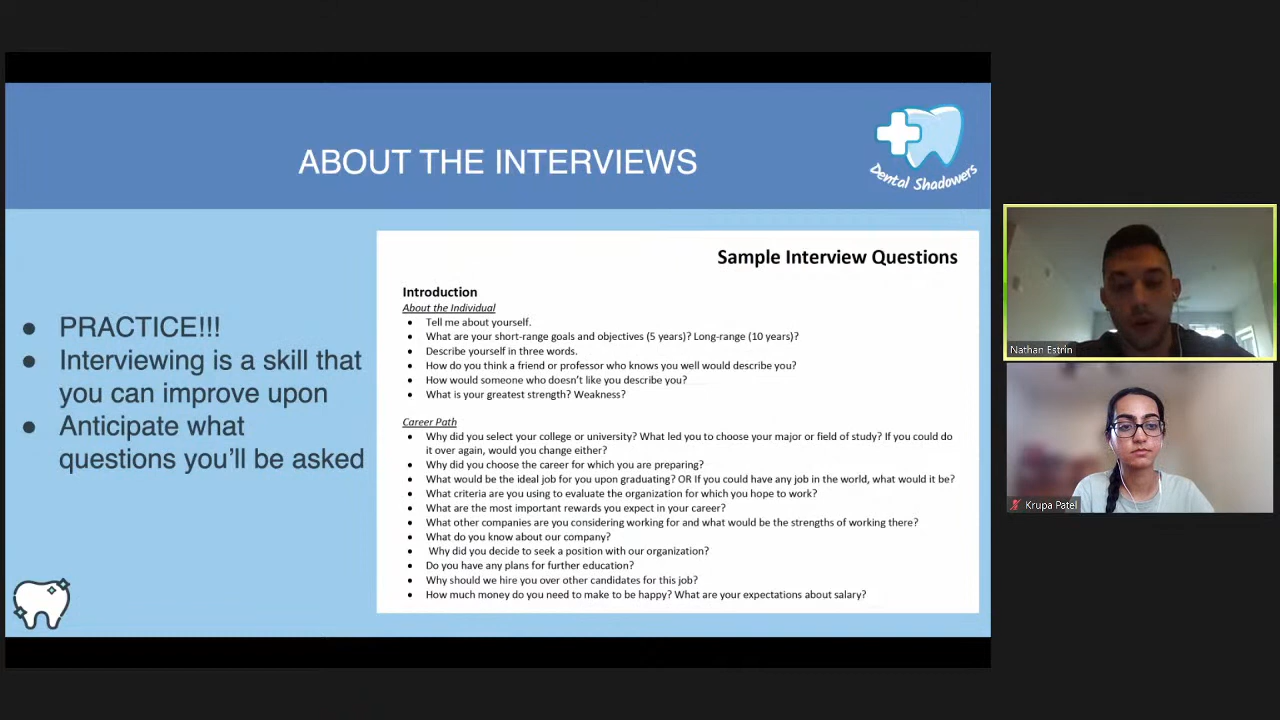 ABOUT THE INTERVIEWS
Dental Shadowers
● PRACTICE!!!
● Interviewing is a skill that
you can improve upon
● Anticipate what
questions you'll be asked
Sample Interview Questions
Introduction
About the Individual
• Tell me about yourself.
• What are your short-range goals and objectives (5 years)? Long-range (10 years)?
• Describe yourself in three words.
• How do you think a friend or professor who knows you well would describe you?
• How would someone who doesn't like you describe you?
• What is your greatest strength? Weakness?
Career Path
• Why did you select your college or university? What led you to choose your major or field of study? If you could do
it over again, would you change either?
• Why did you choose the career for which you are preparing?
• What would be the ideal job for you upon graduating? OR If you could have any job in the world, what would it be?
• What criteria are you using to evaluate the organization for which you hope to work?
• What are the most important rewards you expect in your career?
• What other companies are you considering working for and what would be the strengths of working there?
• What do you know about our company?
• Why did you decide to seek a position with our organization?
• Do you have any plans for further education?
• Why should we hire you over other candidates for this job?
• How much money do you need to make to be happy? What are your expectations about salary?
Nathan Estrin
Krupa Patel